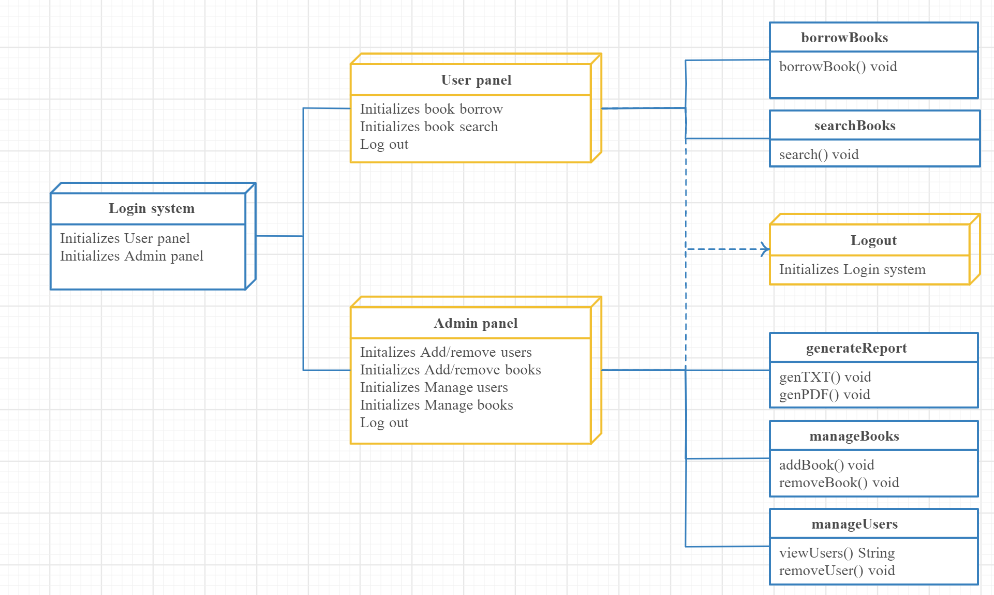 Login system
Initializes User panel
Initializes Admin panel
User panel
Initializes book borrow
Initializes book search
Log out
Admin panel
Initalizes Add/remove users
Initializes Add/remove books
Initializes Manage users
Initializes Manage books
Log out
borrowBooks
borrowBook() void
searchBooks
search() void
Logout
Initializes Login system
generateReport
genTXT() void
genPDF() void
manageBooks
addBook() void
removeBook() void
manageUsers
viewUsers() String
removeUser() void